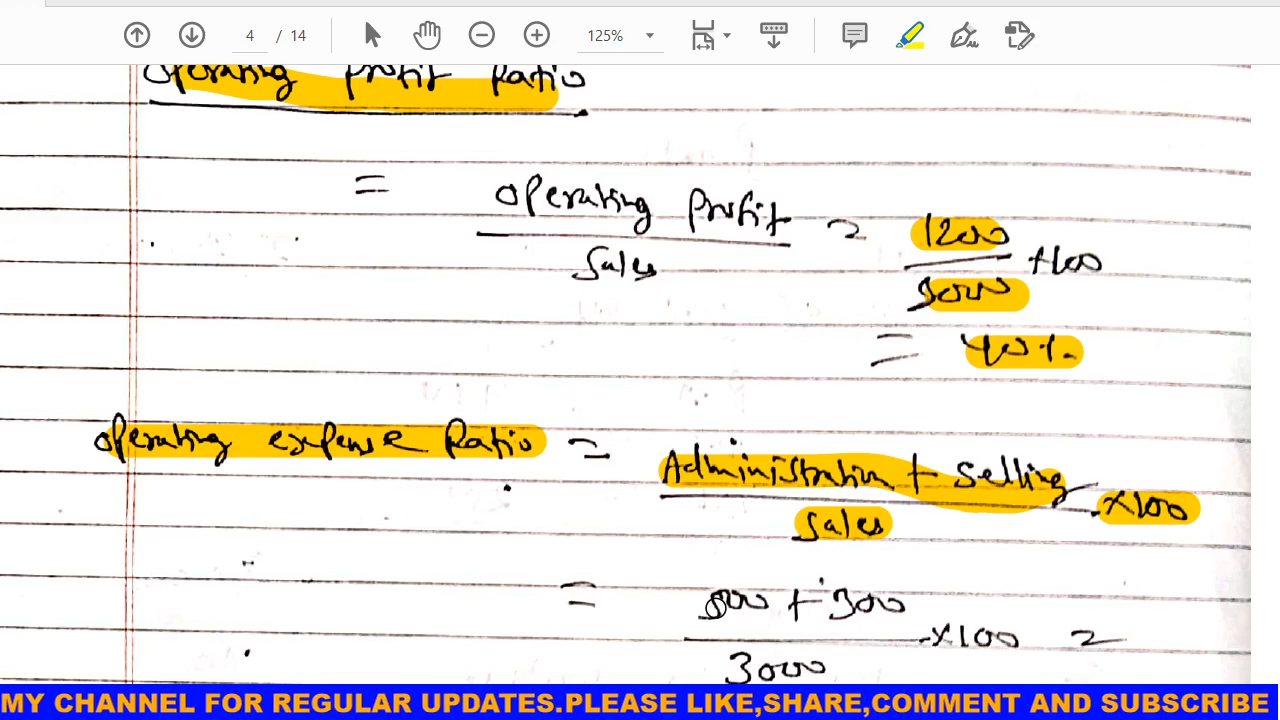 4 / 14 125%
Operating Profit Ratio
= Operating Profit / Sales = 1200 / 3000 × 100
= 40%
Operating expense Ratio = Administration + Selling / Sales × 100
= 500 + 300 / 3000 × 100 =
MY CHANNEL FOR REGULAR UPDATES.PLEASE LIKE,SHARE,COMMENT AND SUBSCRIBE